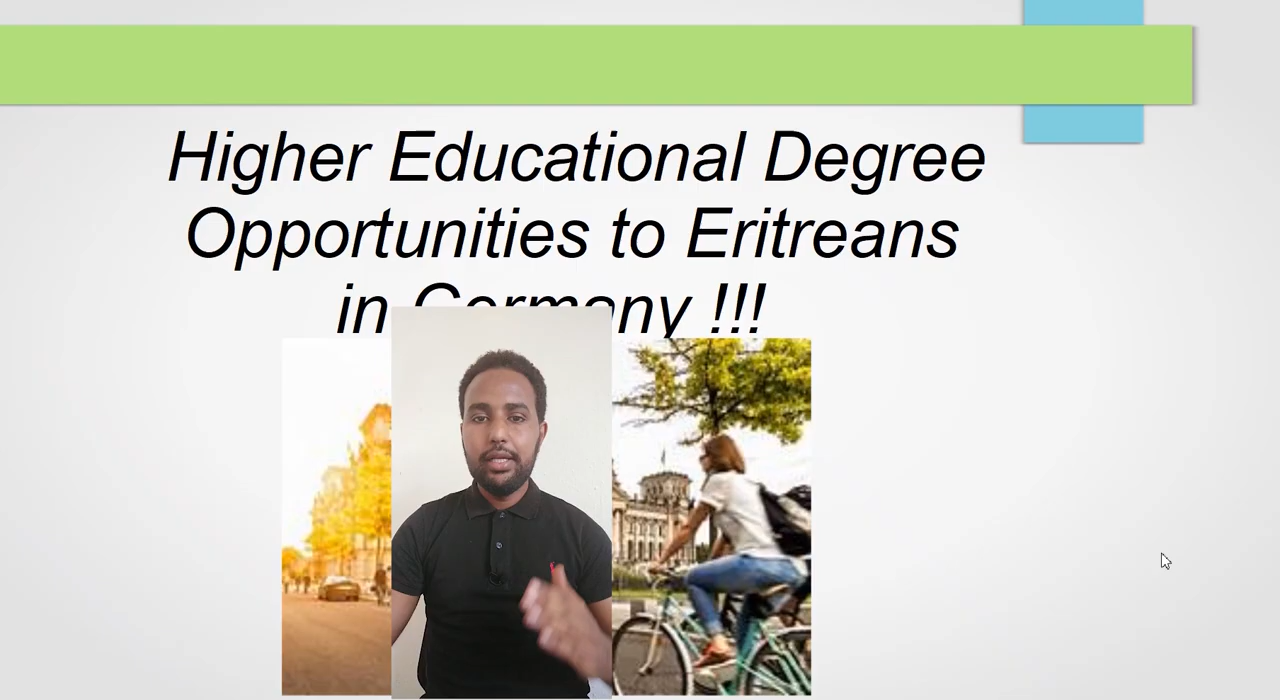 Higher Educational Degree
Opportunities to Eritreans
in Germany !!!